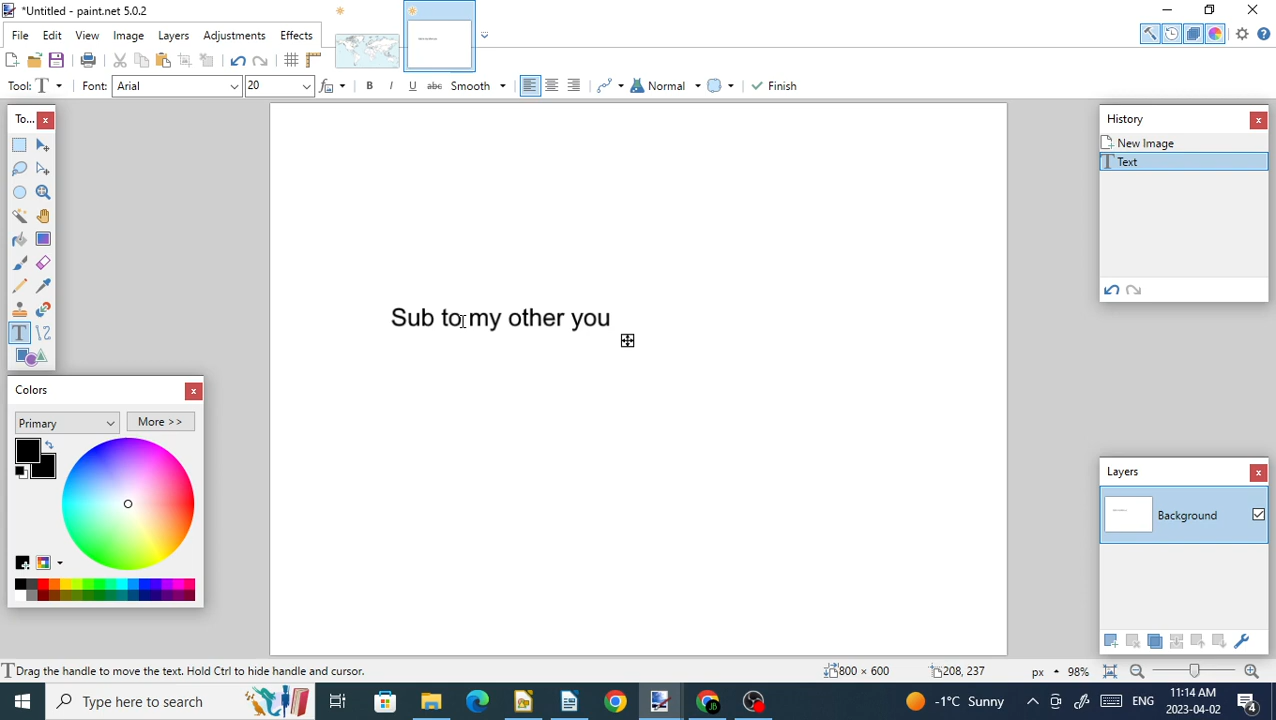 *Untitled - paint.net 5.0.2
File Edit View Image Layers Adjustments Effects
Tool: T Font: Arial 20 fx B I U abc Smooth Normal Finish
To...
History
New Image
Text
Sub to my other you
Colors
Primary More >>
Layers
Background
Drag the handle to move the text. Hold Ctrl to hide handle and cursor.
800 × 600 208, 237 px 98%
Type here to search
-1°C Sunny ENG
11:14 AM
2023-04-02
4